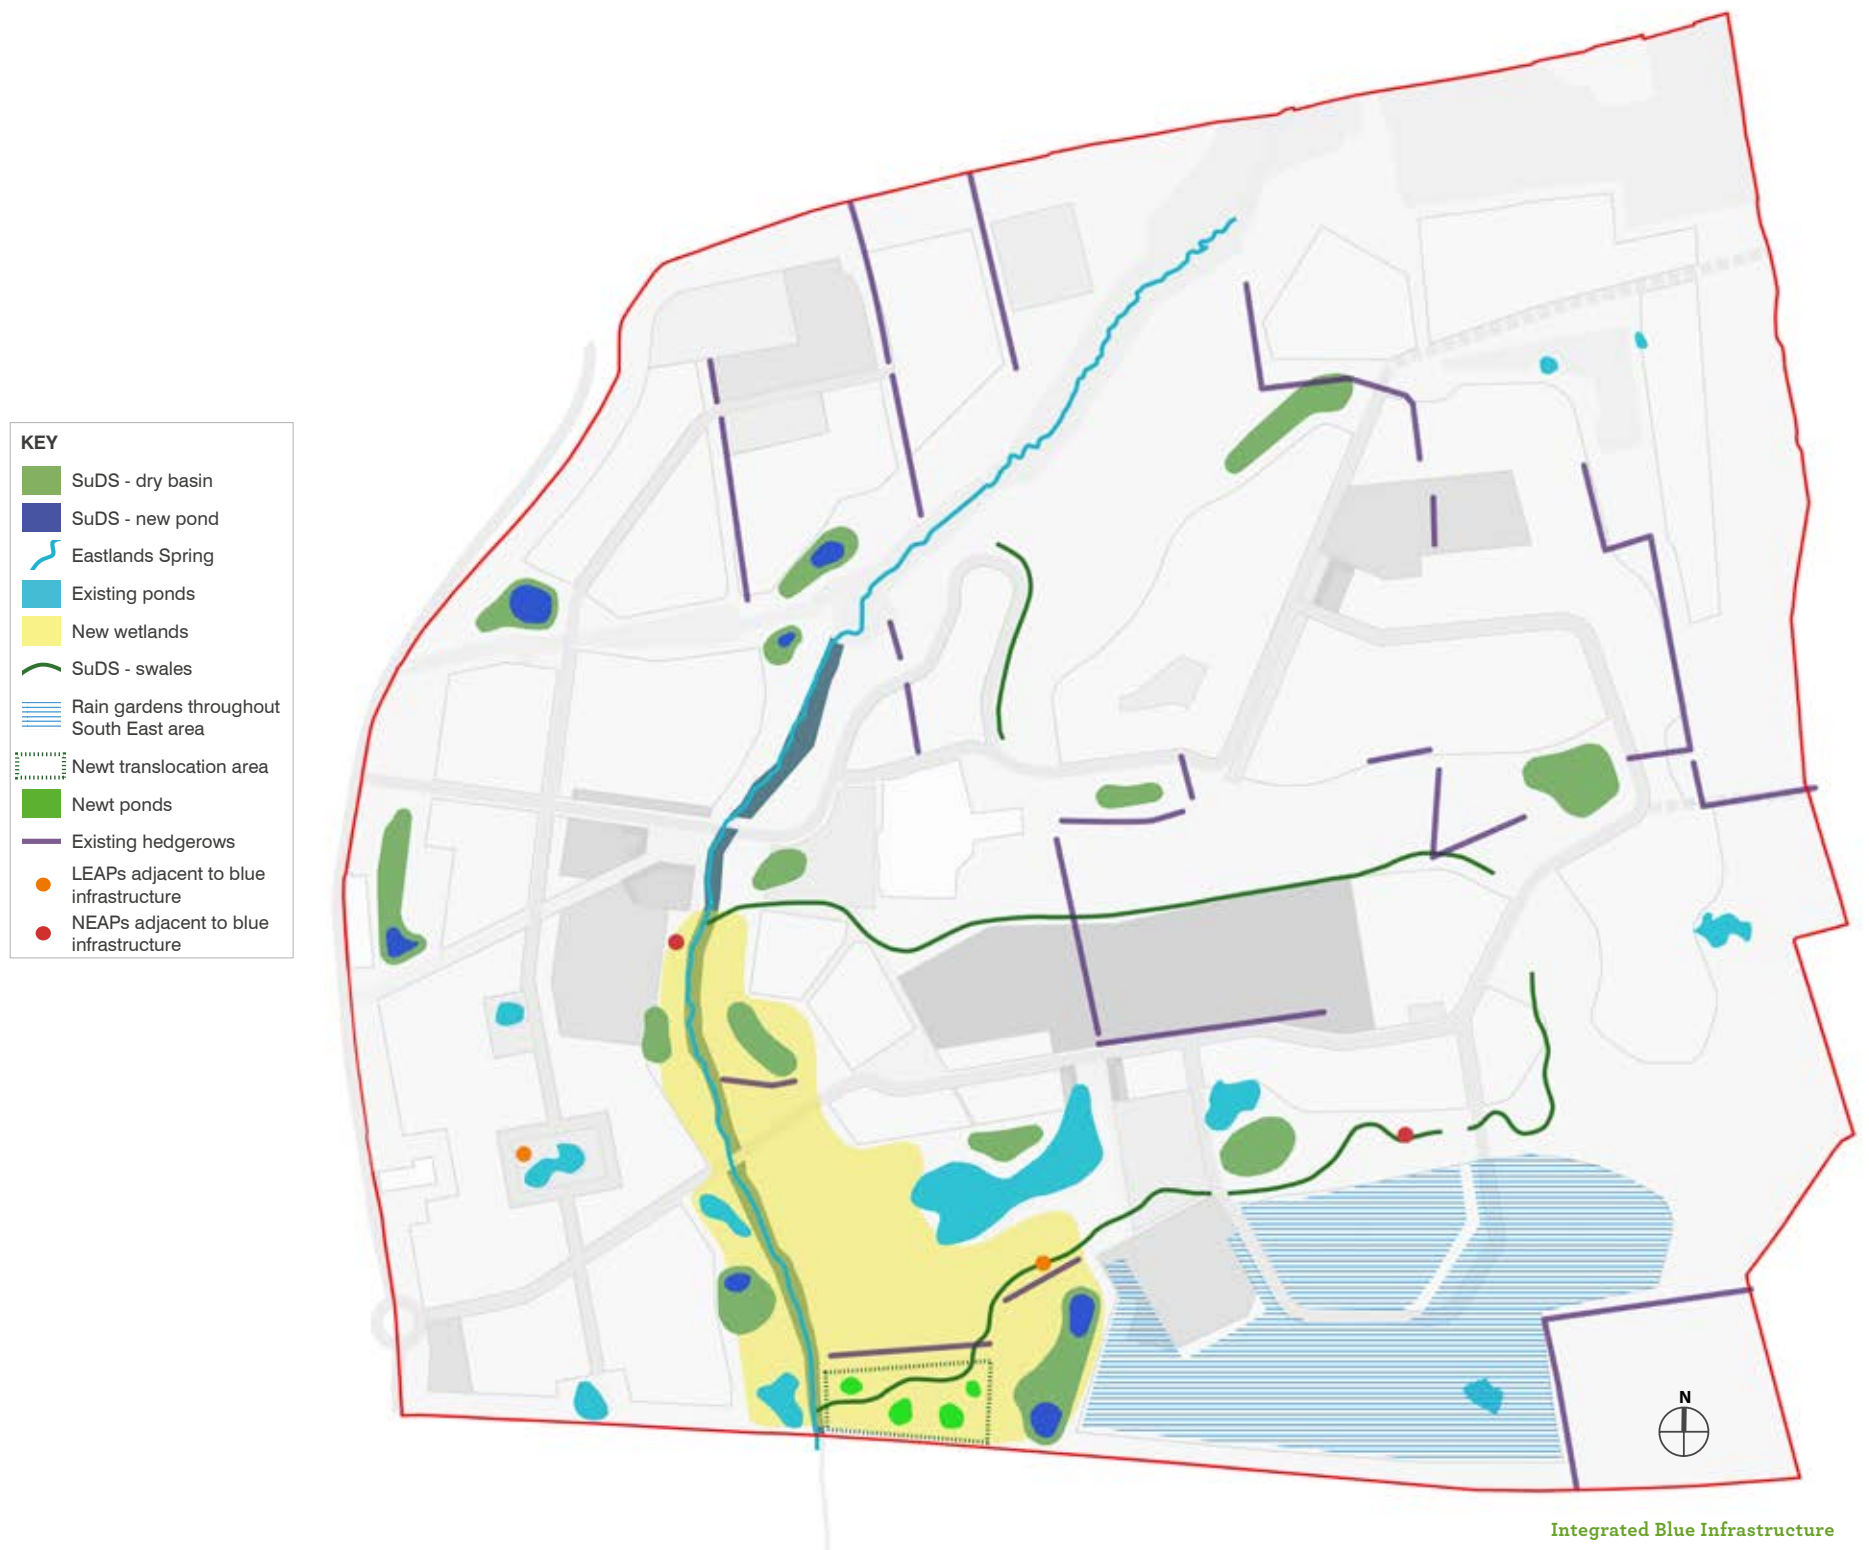 KEY
SuDS - dry basin
SuDS - new pond
Eastlands Spring
Existing ponds
New wetlands
SuDS - swales
Rain gardens throughout
South East area
Newt translocation area
Newt ponds
Existing hedgerows
LEAPs adjacent to blue
infrastructure
NEAPs adjacent to blue
infrastructure
N
Integrated Blue Infrastructure